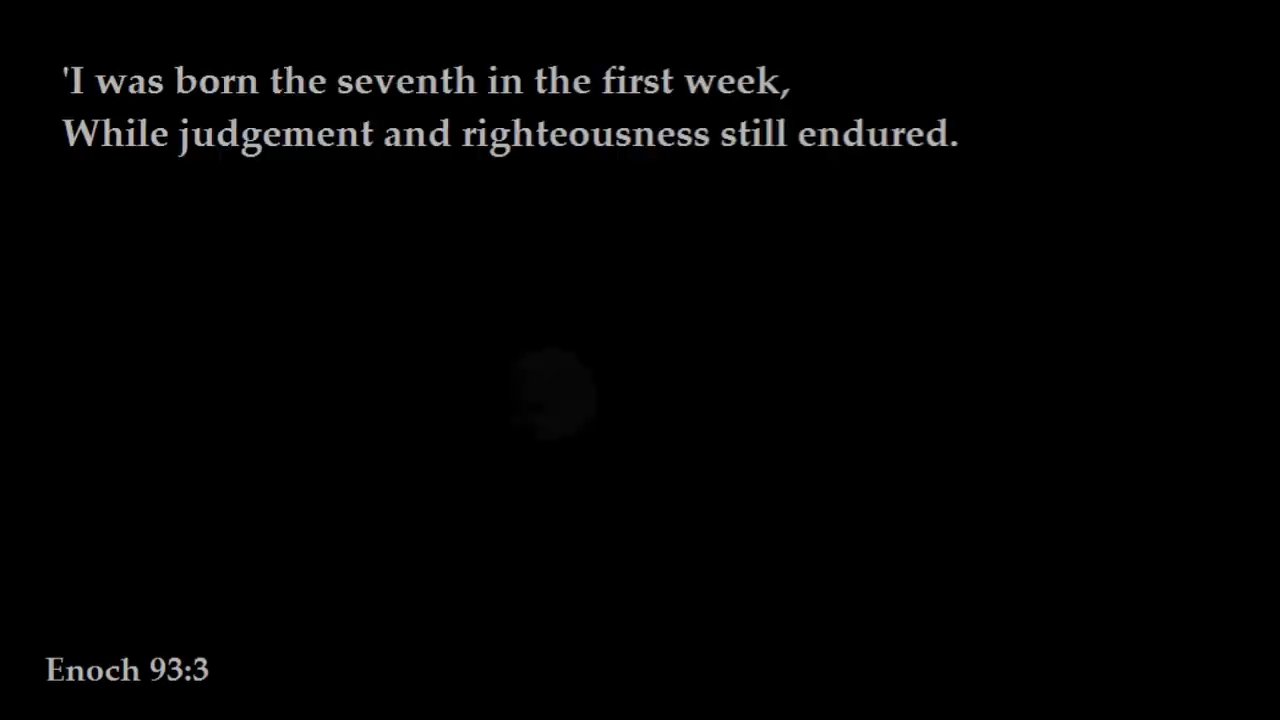 'I was born the seventh in the first week,
While judgement and righteousness still endured.
Enoch 93:3